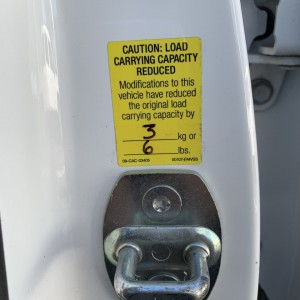 CAUTION: LOAD
CARRYING CAPACITY
REDUCED
Modifications to this
vehicle have reduced
the original load
carrying capacity by
3 kg or
6 lbs.